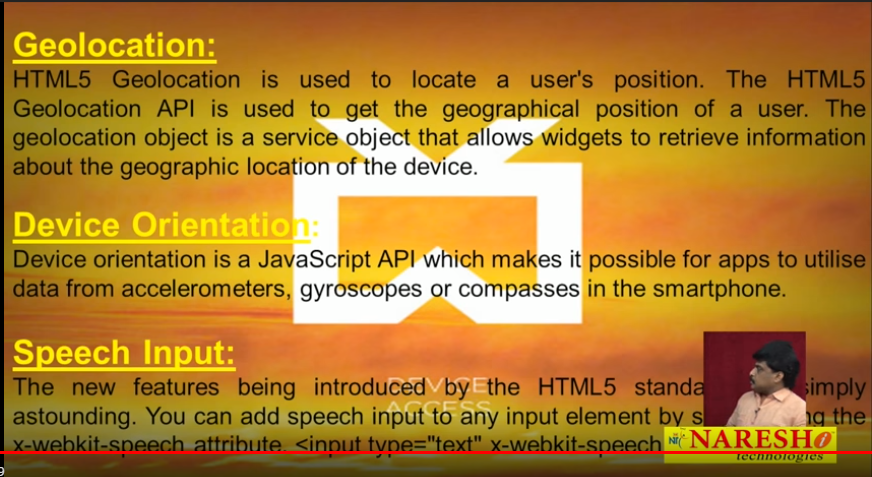 Geolocation:
HTML5 Geolocation is used to locate a user's position. The HTML5
Geolocation API is used to get the geographical position of a user. The
geolocation object is a service object that allows widgets to retrieve information
about the geographic location of the device.
Device Orientation:
Device orientation is a JavaScript API which makes it possible for apps to utilise
data from accelerometers, gyroscopes or compasses in the smartphone.
Speech Input:
The new features being introduced by the HTML5 simply
DEVICE
astounding. You can add speech input to any input element by the
ACCESS
x-webkit-speech attribute. <input type="text" x-webkit-speech
NARESH i
technologies
9